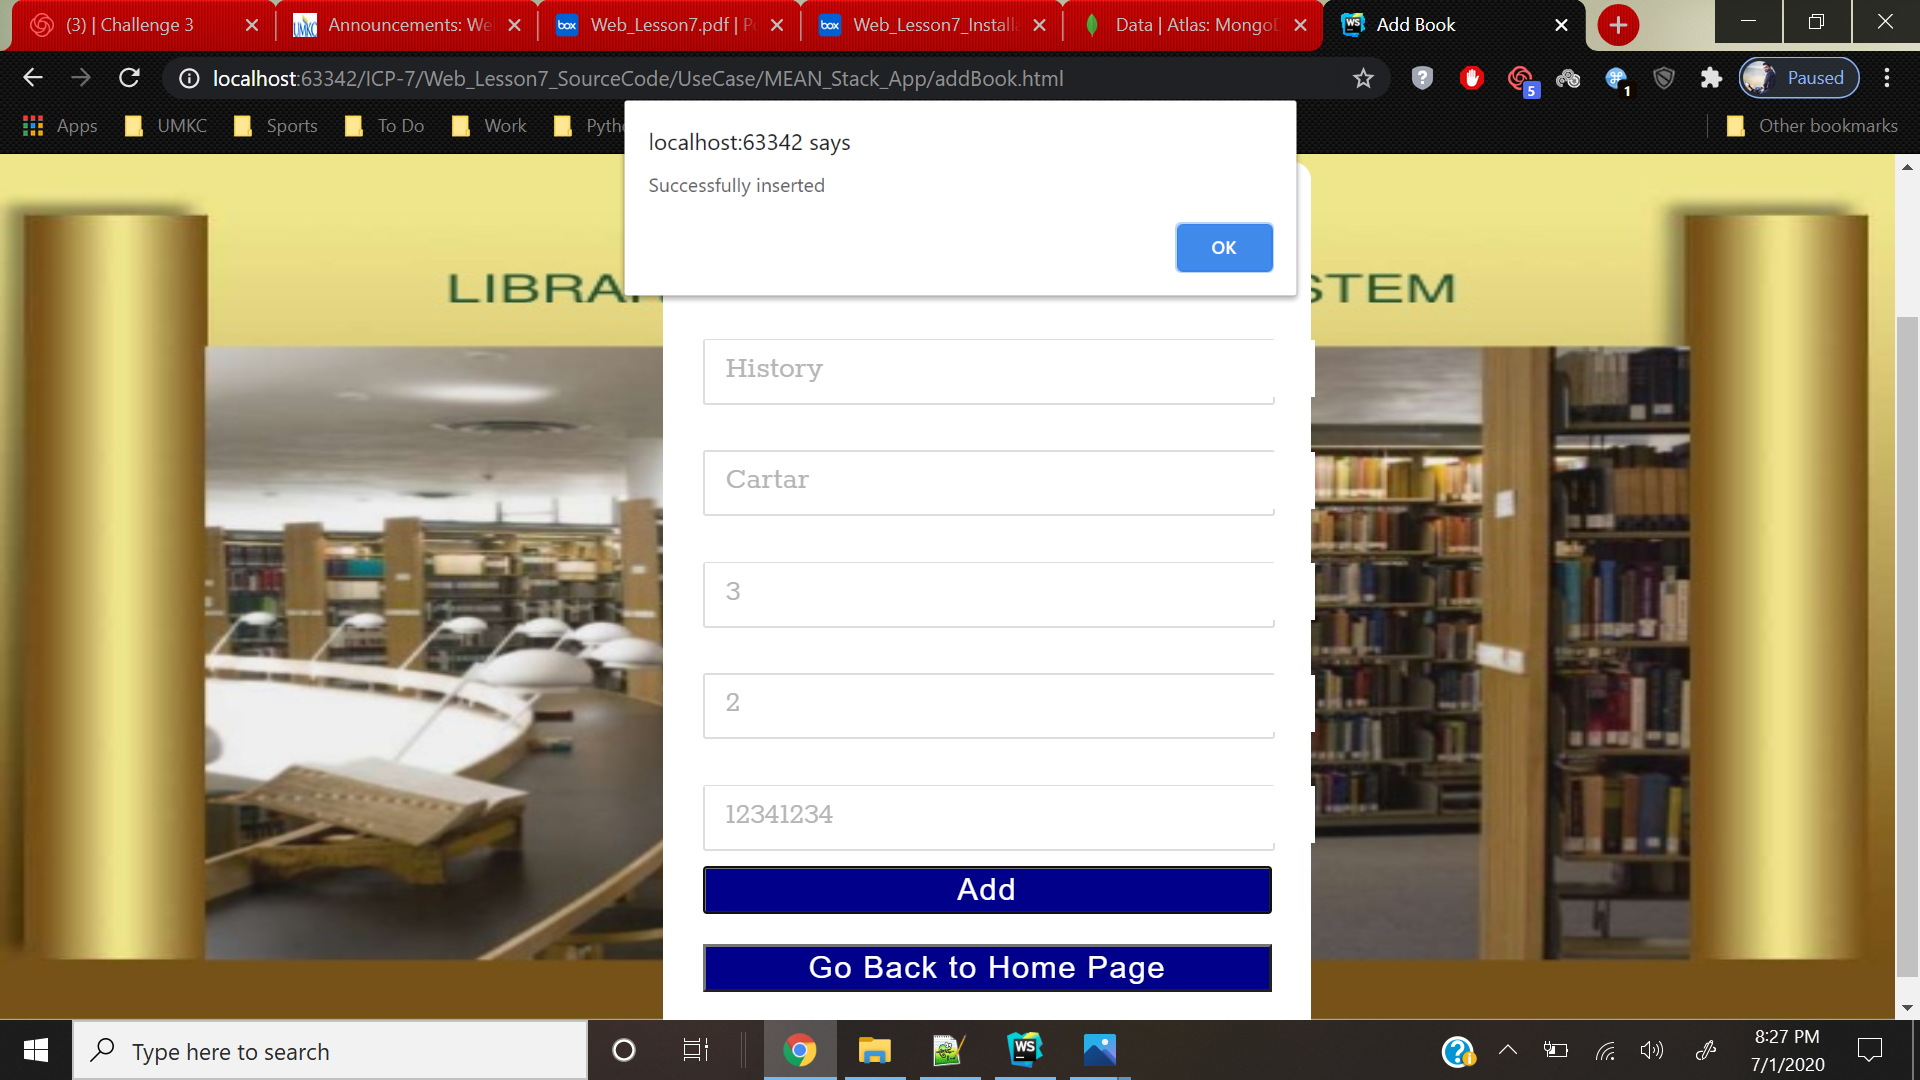 (3) | Challenge 3
Announcements: We
Web_Lesson7.pdf | P
Web_Lesson7_Install
Data | Atlas: MongoD
Add Book
localhost:63342/ICP-7/Web_Lesson7_SourceCode/UseCase/MEAN_Stack_App/addBook.html
5
1
Paused
Apps
UMKC
Sports
To Do
Work
Pyth
Other bookmarks
localhost:63342 says
Successfully inserted
OK
LIBRA
STEM
History
Cartar
3
2
12341234
Add
Go Back to Home Page
Type here to search
8:27 PM
7/1/2020